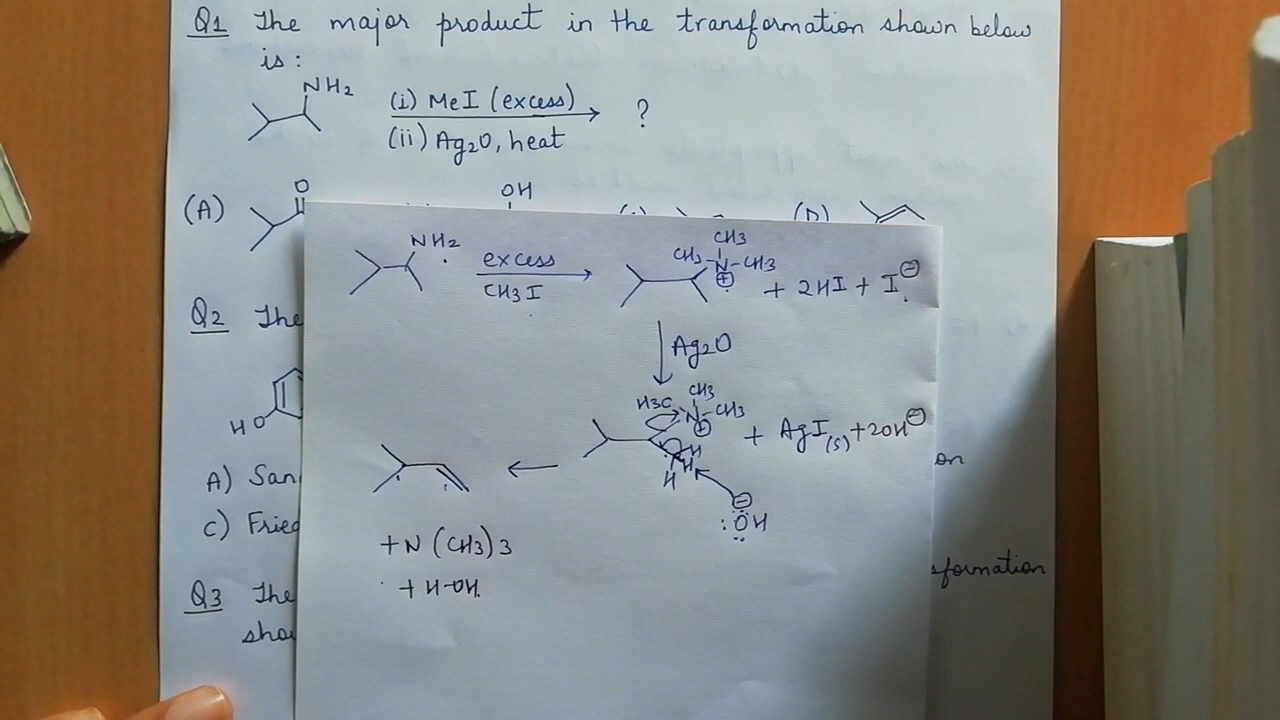 Q1 The major product in the transformation shown below
is:
NH2
(i) MeI (excess)
(ii) Ag2O, heat
?
(A)
O
OH
(D)
NH2
excess
CH3I
CH3
CH3-N-CH3
⊕
+ 2HI + I⊖
Ag2O
CH3
H3C N-CH3
⊕
+ AgI(s) + 2OH⊖
H
H
H
⊖
:ÖH
+ N (CH3)3
+ H-OH
Q2 The
HO
on
A) San
C) Fried
Q3 The
sformation
sho